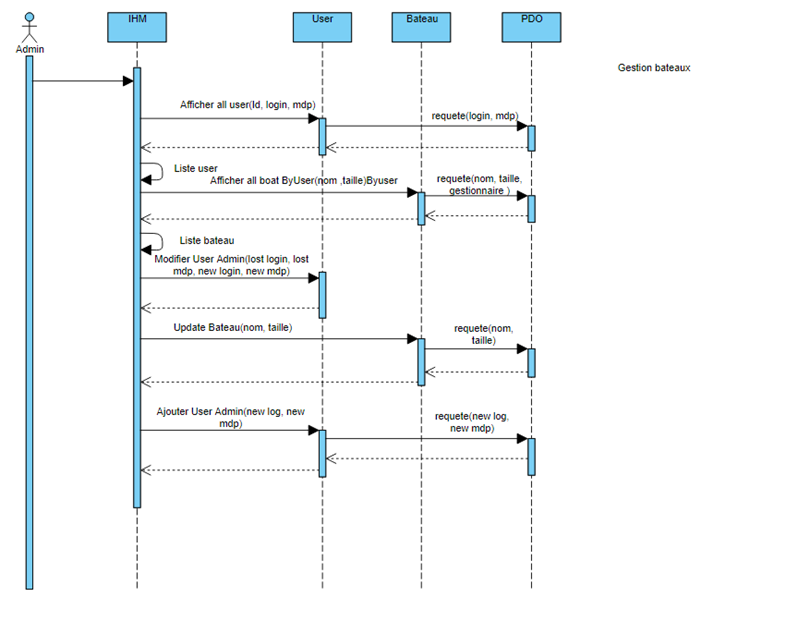 IHM
User
Bateau
PDO
Admin
Gestion bateaux
Afficher all user(Id, login, mdp)
requete(login, mdp)
Liste user
Afficher all boat ByUser(nom ,taille)Byuser
requete(nom, taille,
gestionnaire )
Liste bateau
Modifier User Admin(lost login, lost
mdp, new login, new mdp)
Update Bateau(nom, taille)
requete(nom,
taille)
Ajouter User Admin(new log, new
mdp)
requete(new log,
new mdp)